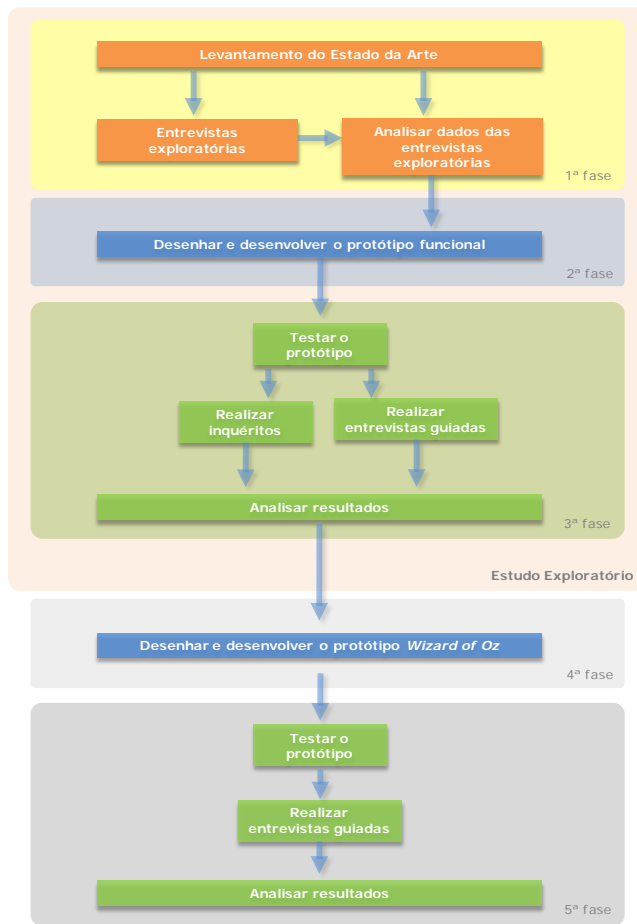 Levantamento do Estado da Arte
Entrevistas
exploratórias
Analisar dados das
entrevistas
exploratórias
1ª fase
Desenhar e desenvolver o protótipo funcional
2ª fase
Testar o
protótipo
Realizar
inquéritos
Realizar
entrevistas guiadas
Analisar resultados
3ª fase
Estudo Exploratório
Desenhar e desenvolver o protótipo Wizard of Oz
4ª fase
Testar o
protótipo
Realizar
entrevistas guiadas
Analisar resultados
5ª fase